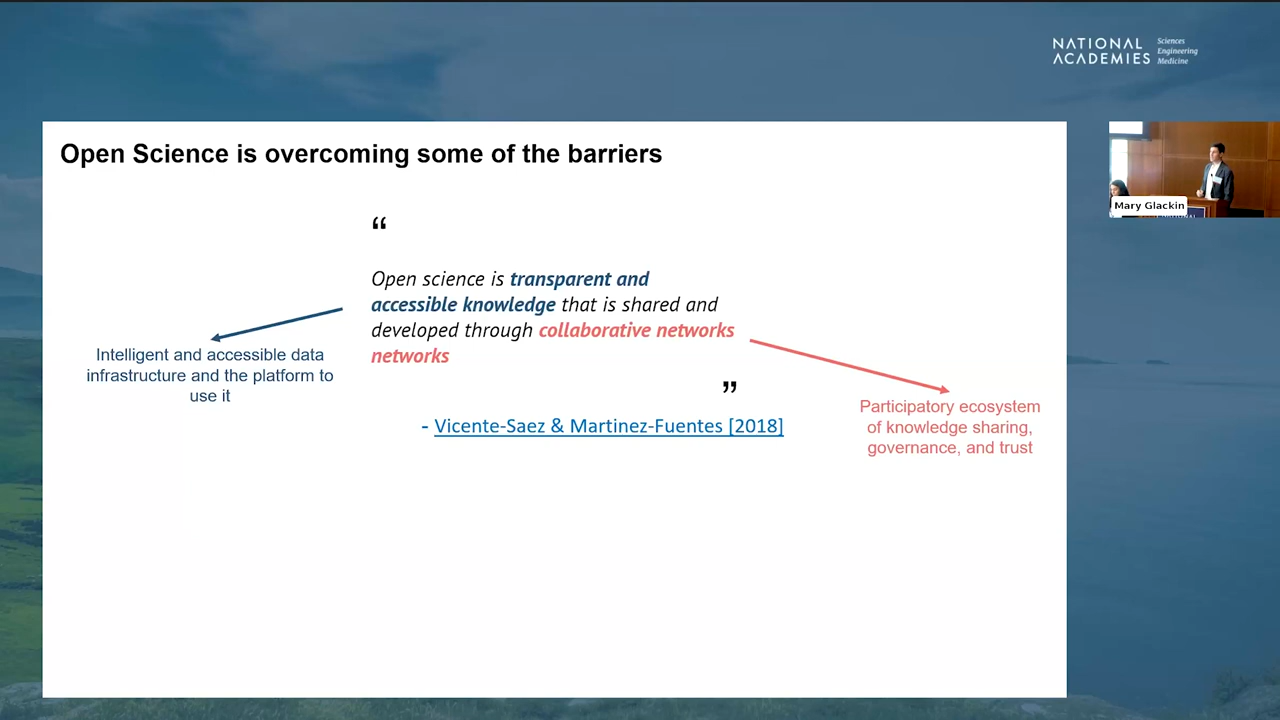 NATIONAL
ACADEMIES
Sciences
Engineering
Medicine
Open Science is overcoming some of the barriers
“
Open science is transparent and
accessible knowledge that is shared and
developed through collaborative networks
networks
”
- Vicente-Saez & Martinez-Fuentes [2018]
Intelligent and accessible data
infrastructure and the platform to
use it
Participatory ecosystem
of knowledge sharing,
governance, and trust
Mary Glackin